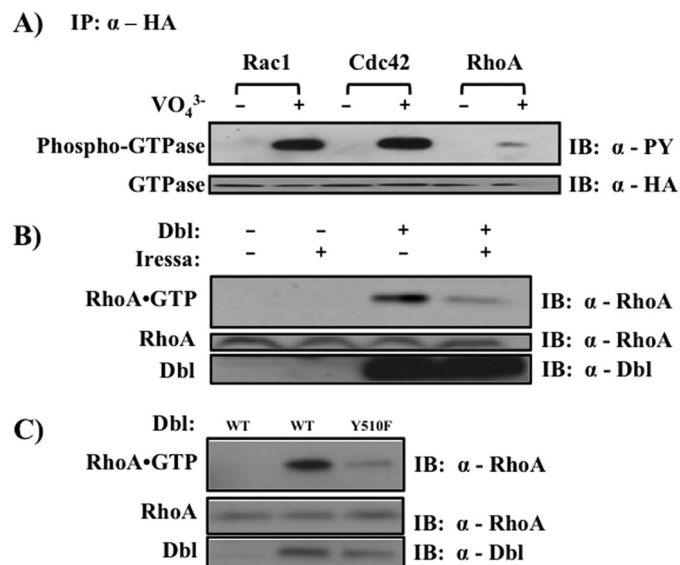 A) IP: α – HA
Rac1 Cdc42 RhoA
VO₄³⁻ – + – + – +
Phospho-GTPase IB: α - PY
GTPase IB: α - HA
B) Dbl: – – + +
Iressa: – + – +
RhoA•GTP IB: α - RhoA
RhoA IB: α - RhoA
Dbl IB: α - Dbl
C) Dbl: WT WT Y510F
RhoA•GTP IB: α - RhoA
RhoA IB: α - RhoA
Dbl IB: α - Dbl